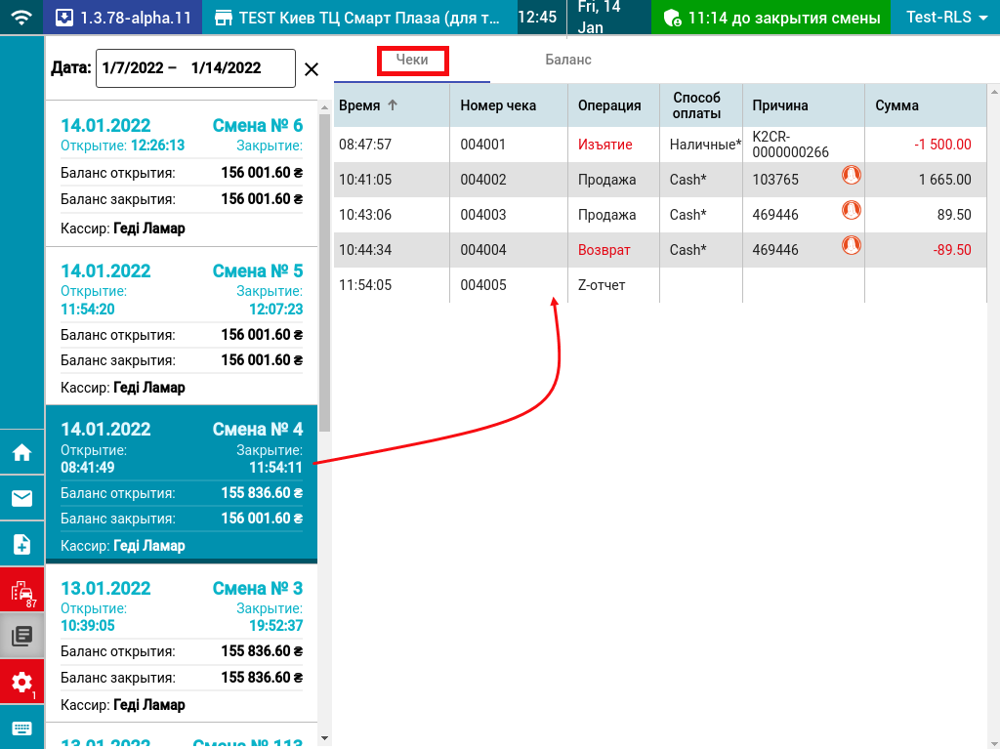 1.3.78-alpha.11
TEST Киев ТЦ Смарт Плаза (для т...
12:45
Fri, 14
Jan
11:14 до закрытия смены
Test-RLS
Дата: 1/7/2022 – 1/14/2022
Чеки
Баланс
14.01.2022 Смена № 6
Открытие: 12:26:13 Закрытие:
Баланс открытия: 156 001.60 ₴
Баланс закрытия: 156 001.60 ₴
Кассир: Геді Ламар
14.01.2022 Смена № 5
Открытие: Закрытие:
11:54:20 12:07:23
Баланс открытия: 156 001.60 ₴
Баланс закрытия: 156 001.60 ₴
Кассир: Геді Ламар
14.01.2022 Смена № 4
Открытие: Закрытие:
08:41:49 11:54:11
Баланс открытия: 155 836.60 ₴
Баланс закрытия: 156 001.60 ₴
Кассир: Геді Ламар
13.01.2022 Смена № 3
Открытие: Закрытие:
10:39:05 19:52:37
Баланс открытия: 155 836.60 ₴
Баланс закрытия: 155 836.60 ₴
Кассир: Геді Ламар
13.01.2022 Смена № 113
87
1
Время Номер чека Операция Способ оплаты Причина Сумма
08:47:57 004001 Изъятие Наличные* K2CR-0000000266 -1 500.00
10:41:05 004002 Продажа Cash* 103765 1 665.00
10:43:06 004003 Продажа Cash* 469446 89.50
10:44:34 004004 Возврат Cash* 469446 -89.50
11:54:05 004005 Z-отчет